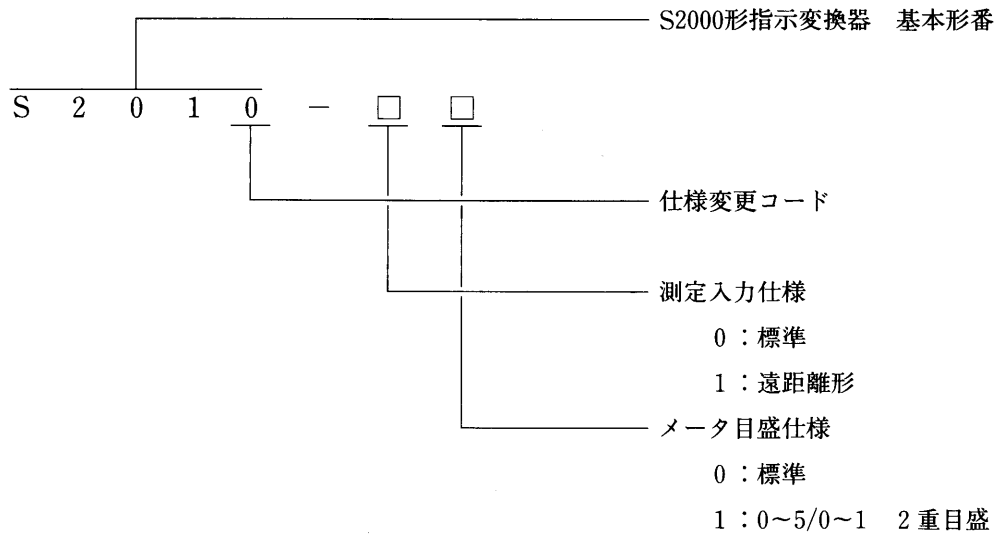 S2000形指示変換器 基本形番
S 2 0 1 0 - □ □
仕様変更コード
測定入力仕様
0：標準
1：遠距離形
メータ目盛仕様
0：標準
1：0～5/0～1 2重目盛